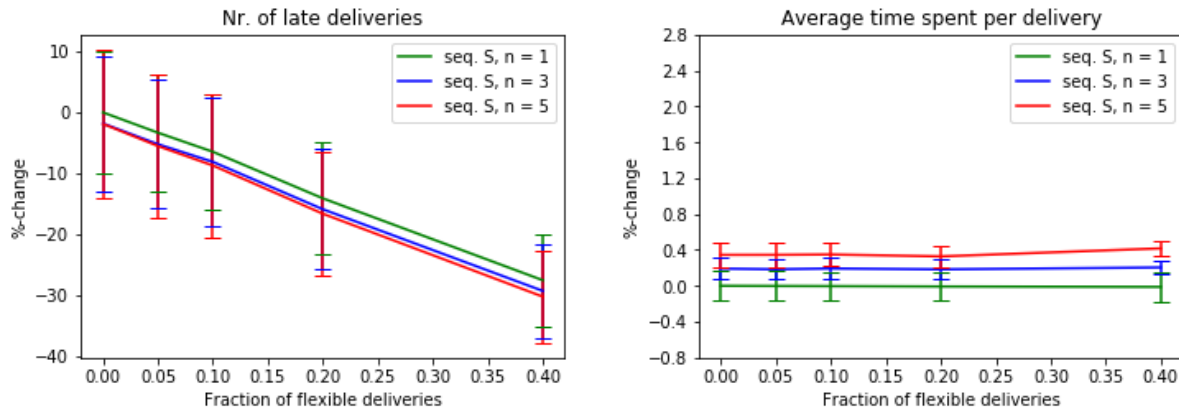 Nr. of late deliveries
10
0
−10
−20
−30
−40
%-change
seq. S, n = 1
seq. S, n = 3
seq. S, n = 5
0.00 0.05 0.10 0.15 0.20 0.25 0.30 0.35 0.40
Fraction of flexible deliveries
Average time spent per delivery
2.8
2.4
2.0
1.6
1.2
0.8
0.4
0.0
−0.4
−0.8
%-change
seq. S, n = 1
seq. S, n = 3
seq. S, n = 5
0.00 0.05 0.10 0.15 0.20 0.25 0.30 0.35 0.40
Fraction of flexible deliveries